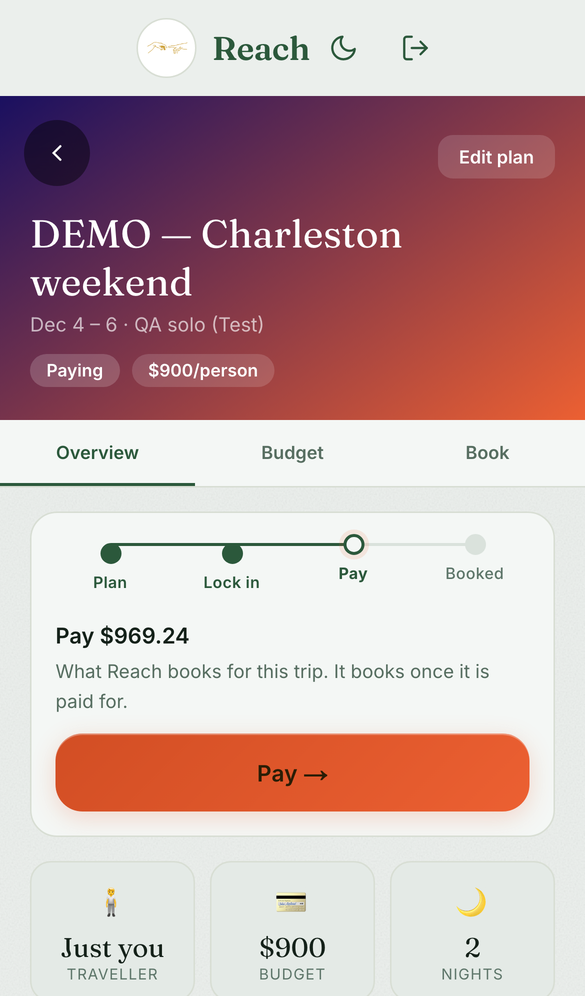 Reach
Edit plan
DEMO — Charleston
weekend
Dec 4 – 6 · QA solo (Test)
Paying
$900/person
Overview
Budget
Book
Plan
Lock in
Pay
Booked
Pay $969.24
What Reach books for this trip. It books once it is
paid for.
Pay →
Just you
TRAVELLER
$900
BUDGET
2
NIGHTS